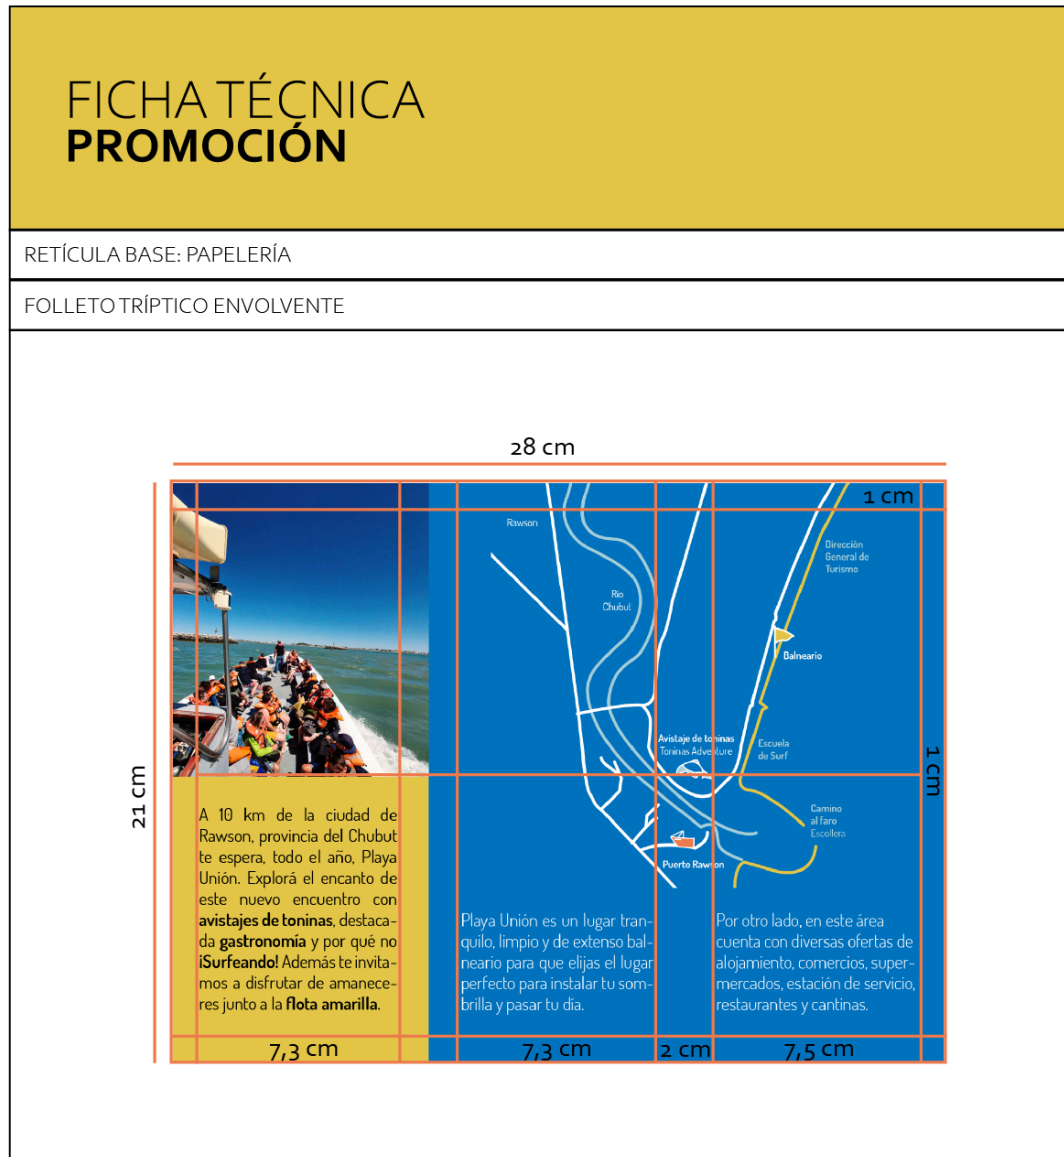 FICHA TÉCNICA
PROMOCIÓN
RETÍCULA BASE: PAPELERÍA
FOLLETO TRÍPTICO ENVOLVENTE
28 cm
1 cm
Rawson
Dirección
General de
Turismo
Río
Chubut
Balneario
Avistaje de toninas
Toninas Adventure
Escuela
de Surf
1 cm
21 cm
Camino
al faro
Escollera
Puerto Rawson
A 10 km de la ciudad de
Rawson, provincia del Chubut
te espera, todo el año, Playa
Unión. Explorá el encanto de
este nuevo encuentro con
avistajes de toninas, destaca-
da gastronomía y por qué no
¡Surfeando! Además te invita-
mos a disfrutar de amanece-
res junto a la flota amarilla.
Playa Unión es un lugar tran-
quilo, limpio y de extenso bal-
neario para que elijas el lugar
perfecto para instalar tu som-
brilla y pasar tu día.
Por otro lado, en este área
cuenta con diversas ofertas de
alojamiento, comercios, super-
mercados, estación de servicio,
restaurantes y cantinas.
7,3 cm
7,3 cm
2 cm
7,5 cm